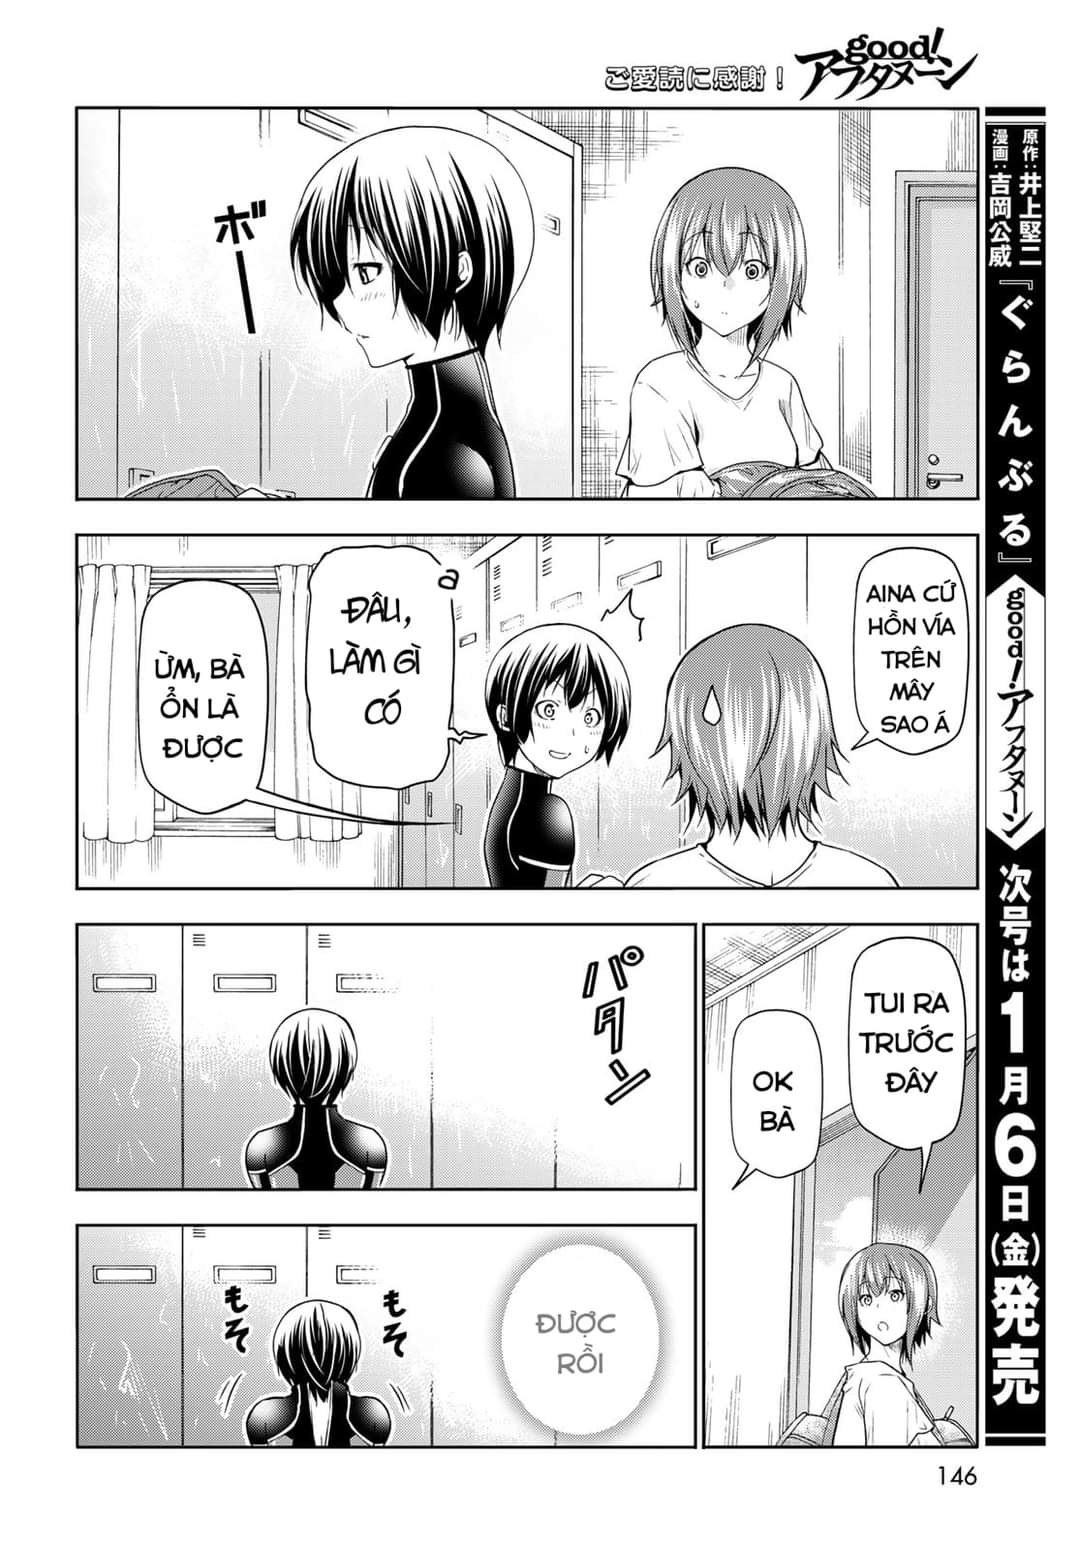 ご愛読に感謝！
good!
アフタヌーン
原作：井上堅二
漫画：吉岡公威
『ぐらんぶる』
good!アフタヌーン
次号は1月6日(金)発売
ボー
AINA CỨ
HỒN VÍA
TRÊN
MÂY
SAO Á
a
ĐÂU,
LÀM GÌ
CÓ
ỪM, BÀ
ỔN LÀ
ĐƯỢC
TUI RA
TRƯỚC
ĐÂY
OK
BÀ
パタン
ĐƯỢC
RỒI
もそ
もそ
146